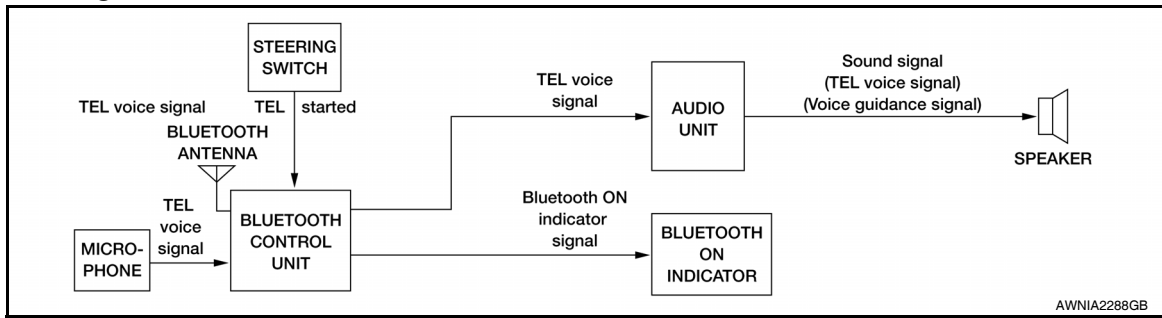 STEERING
SWITCH
TEL voice signal
TEL started
BLUETOOTH
ANTENNA
TEL
voice
signal
MICRO-
PHONE
BLUETOOTH
CONTROL
UNIT
TEL voice
signal
AUDIO
UNIT
Sound signal
(TEL voice signal)
(Voice guidance signal)
SPEAKER
Bluetooth ON
indicator
signal
BLUETOOTH
ON
INDICATOR
AWNIA2288GB